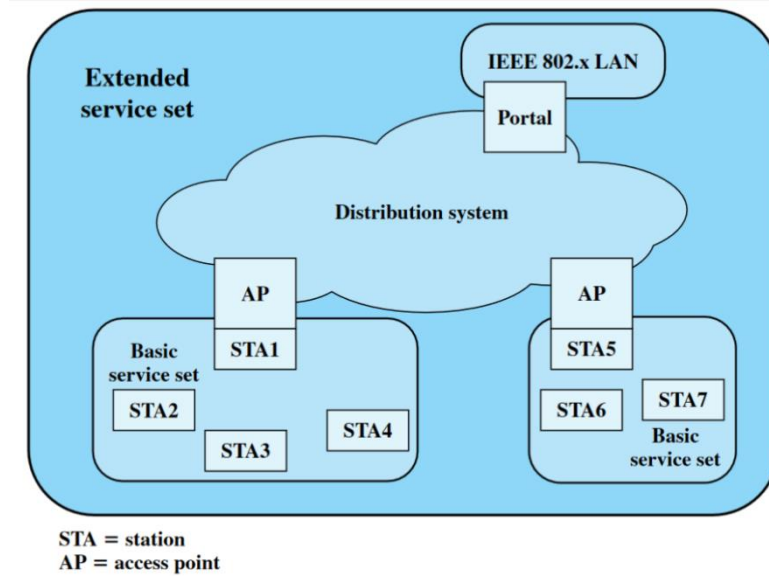 Extended
service set
IEEE 802.x LAN
Portal
Distribution system
AP
STA1
AP
STA5
Basic
service set
STA2
STA3
STA4
STA6
STA7
Basic
service set
STA = station
AP = access point